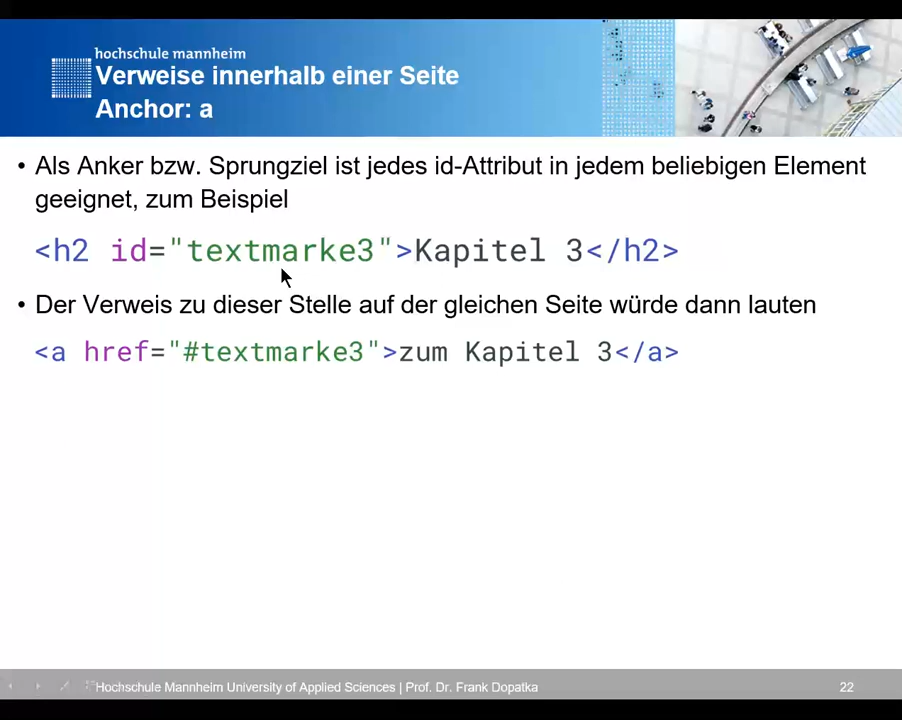 hochschule mannheim
Verweise innerhalb einer Seite
Anchor: a
• Als Anker bzw. Sprungziel ist jedes id-Attribut in jedem beliebigen Element
geeignet, zum Beispiel
<h2 id="textmarke3">Kapitel 3</h2>
• Der Verweis zu dieser Stelle auf der gleichen Seite würde dann lauten
<a href="#textmarke3">zum Kapitel 3</a>
Hochschule Mannheim University of Applied Sciences | Prof. Dr. Frank Dopatka
22